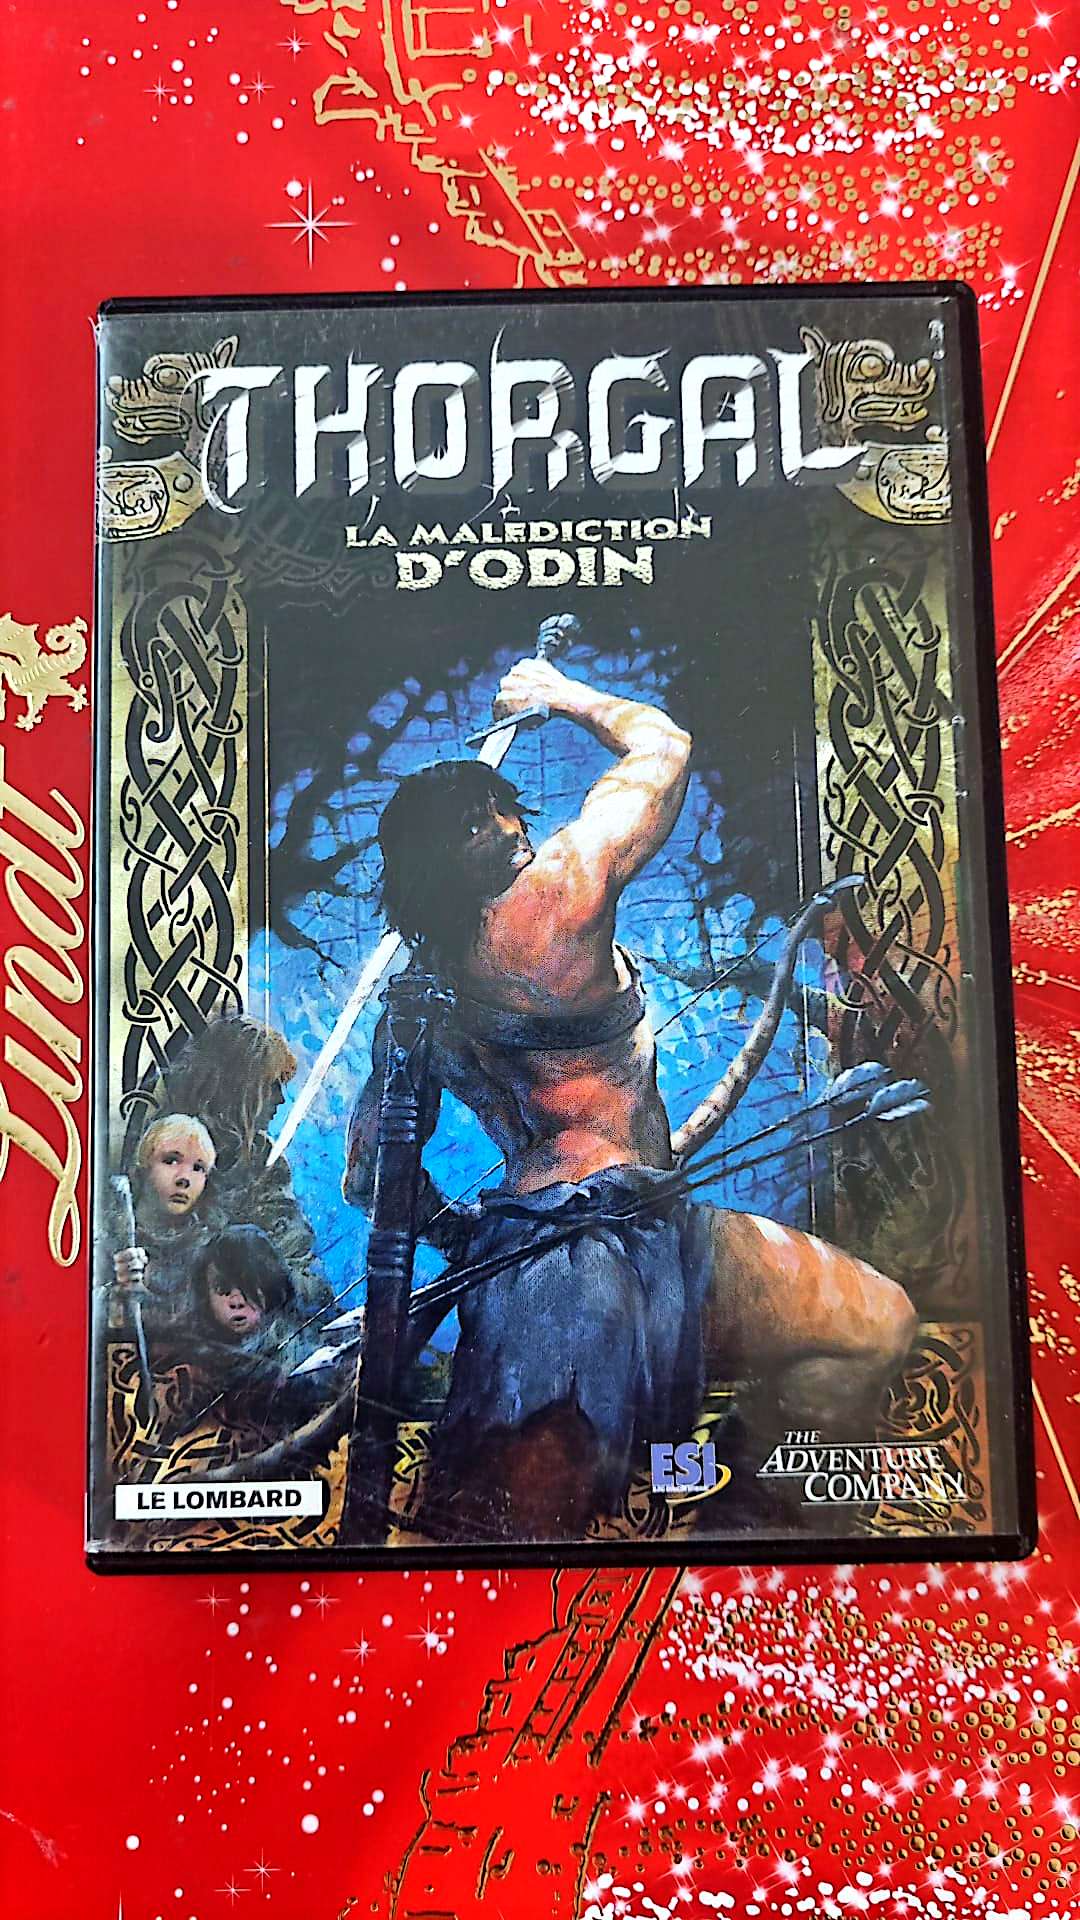 THORGAL
LA MALEDICTION
D'ODIN
Lindt
LE LOMBARD
ESI
THE
ADVENTURE
COMPANY